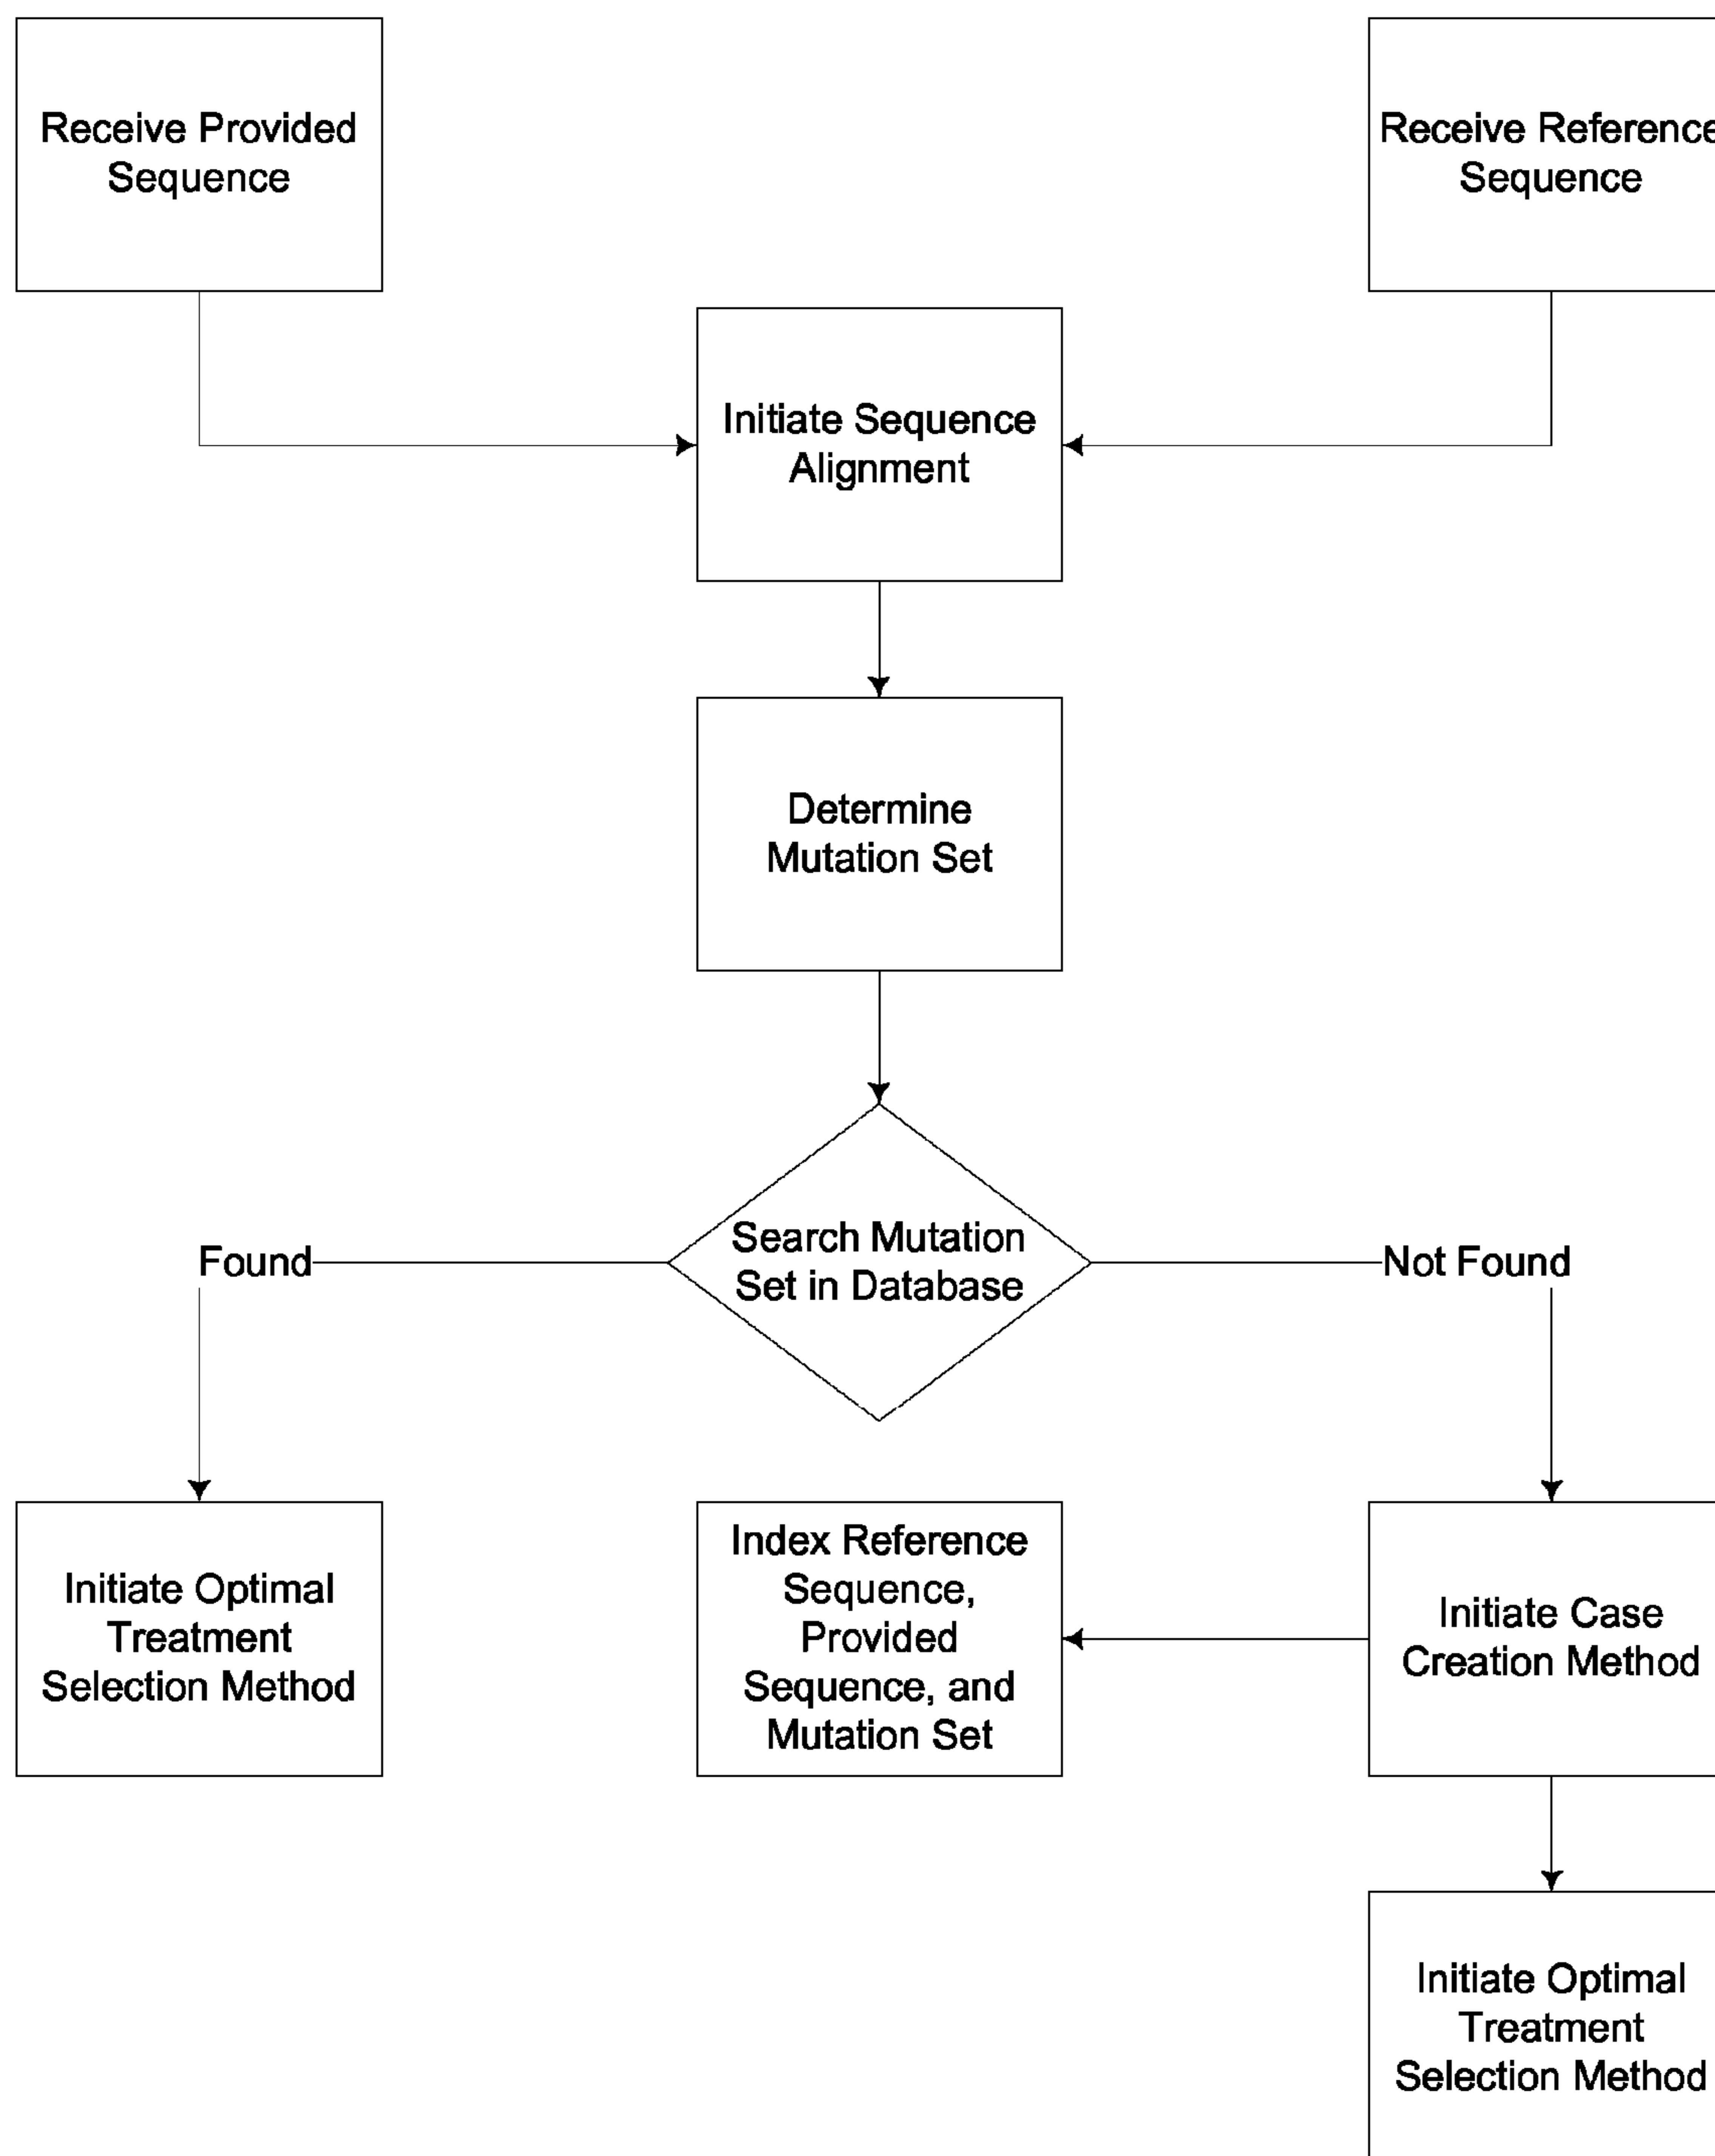 Receive Provided
Sequence
Receive Reference
Sequence
Initiate Sequence
Alignment
Determine
Mutation Set
Search Mutation
Set in Database
Found
Not Found
Initiate Optimal
Treatment
Selection Method
Index Reference
Sequence,
Provided
Sequence, and
Mutation Set
Initiate Case
Creation Method
Initiate Optimal
Treatment
Selection Method